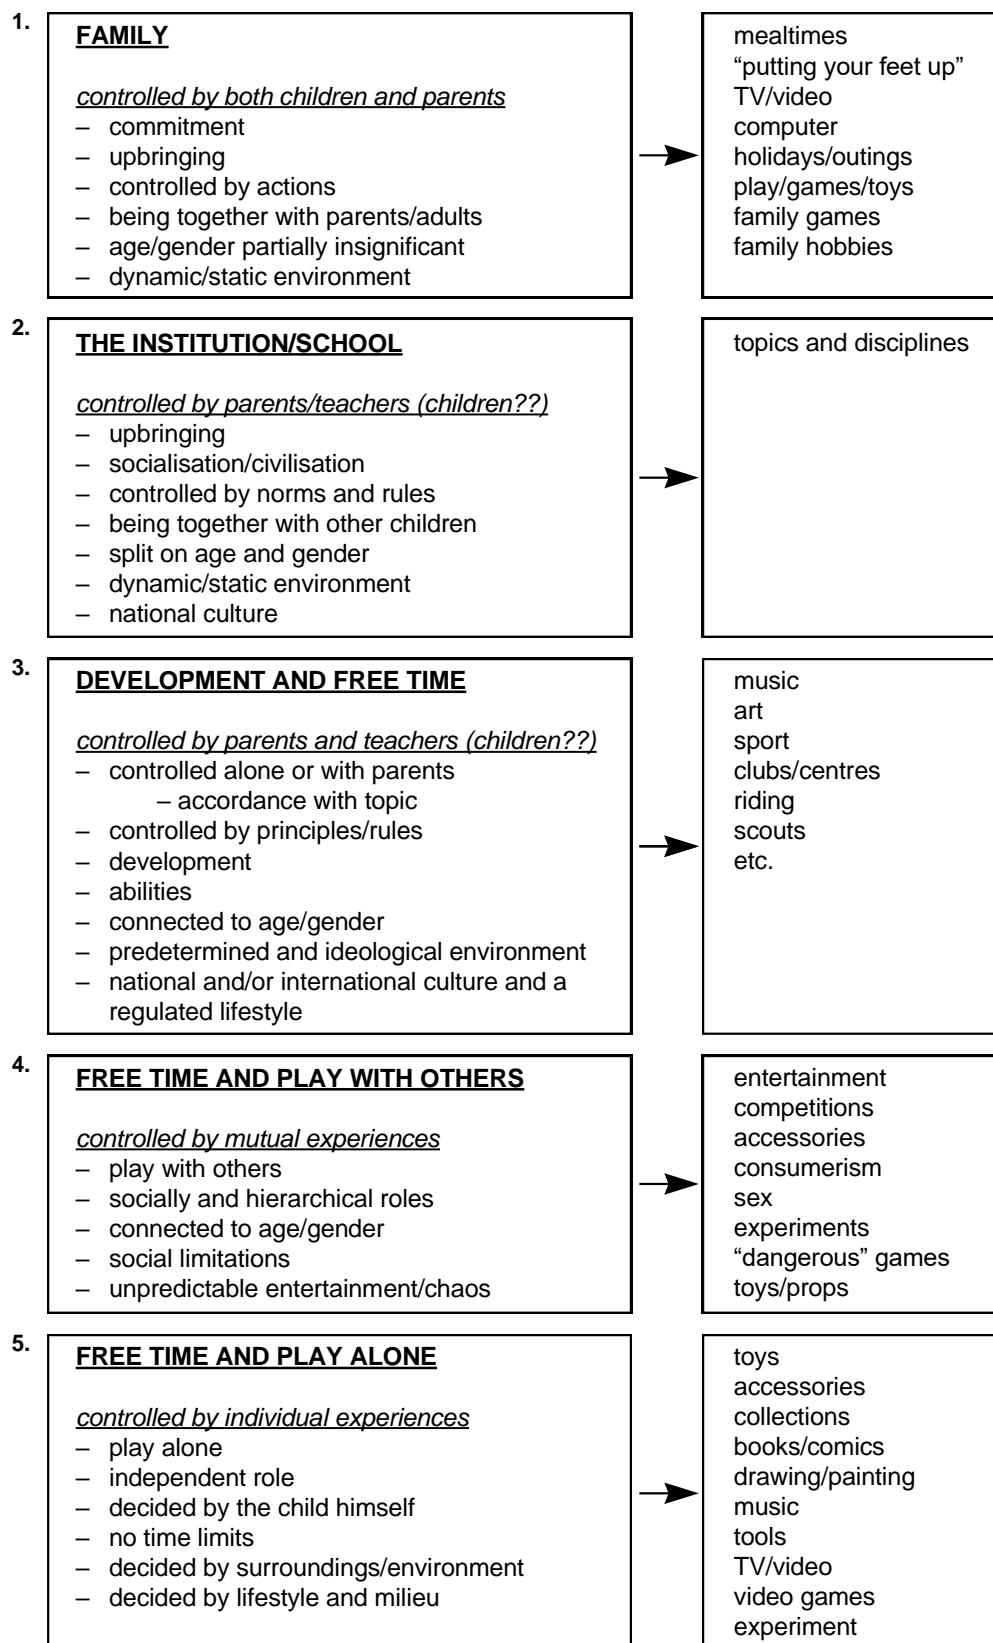 1.
FAMILY
controlled by both children and parents
– commitment
– upbringing
– controlled by actions
– being together with parents/adults
– age/gender partially insignificant
– dynamic/static environment
mealtimes
“putting your feet up”
TV/video
computer
holidays/outings
play/games/toys
family games
family hobbies
2.
THE INSTITUTION/SCHOOL
controlled by parents/teachers (children??)
– upbringing
– socialisation/civilisation
– controlled by norms and rules
– being together with other children
– split on age and gender
– dynamic/static environment
– national culture
topics and disciplines
3.
DEVELOPMENT AND FREE TIME
controlled by parents and teachers (children??)
– controlled alone or with parents
– accordance with topic
– controlled by principles/rules
– development
– abilities
– connected to age/gender
– predetermined and ideological environment
– national and/or international culture and a
regulated lifestyle
music
art
sport
clubs/centres
riding
scouts
etc.
4.
FREE TIME AND PLAY WITH OTHERS
controlled by mutual experiences
– play with others
– socially and hierarchical roles
– connected to age/gender
– social limitations
– unpredictable entertainment/chaos
entertainment
competitions
accessories
consumerism
sex
experiments
“dangerous” games
toys/props
5.
FREE TIME AND PLAY ALONE
controlled by individual experiences
– play alone
– independent role
– decided by the child himself
– no time limits
– decided by surroundings/environment
– decided by lifestyle and milieu
toys
accessories
collections
books/comics
drawing/painting
music
tools
TV/video
video games
experiment